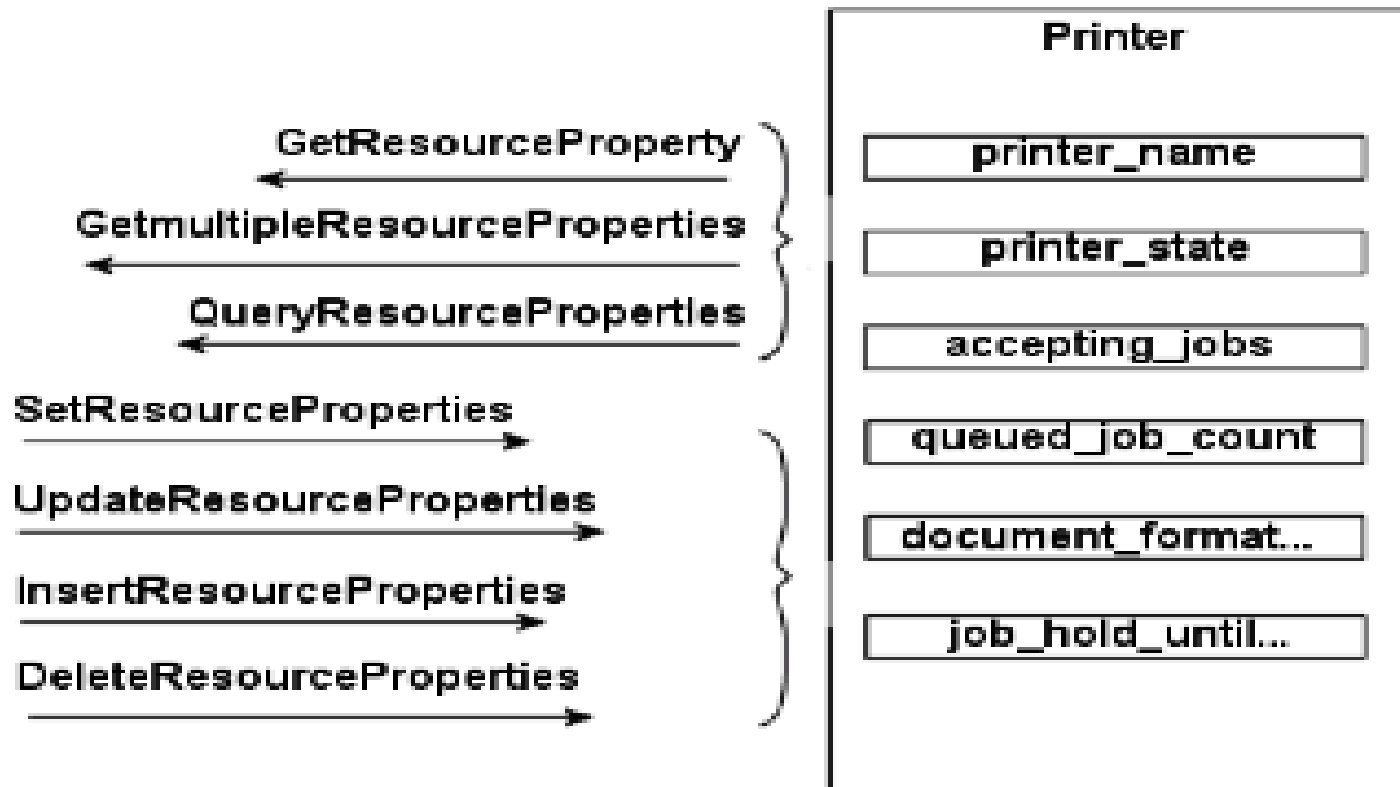 Printer
GetResourceProperty
GetmultipleResourceProperties
QueryResourceProperties
SetResourceProperties
UpdateResourceProperties
InsertResourceProperties
DeleteResourceProperties
printer_name
printer_state
accepting_jobs
queued_job_count
document_format...
job_hold_until...